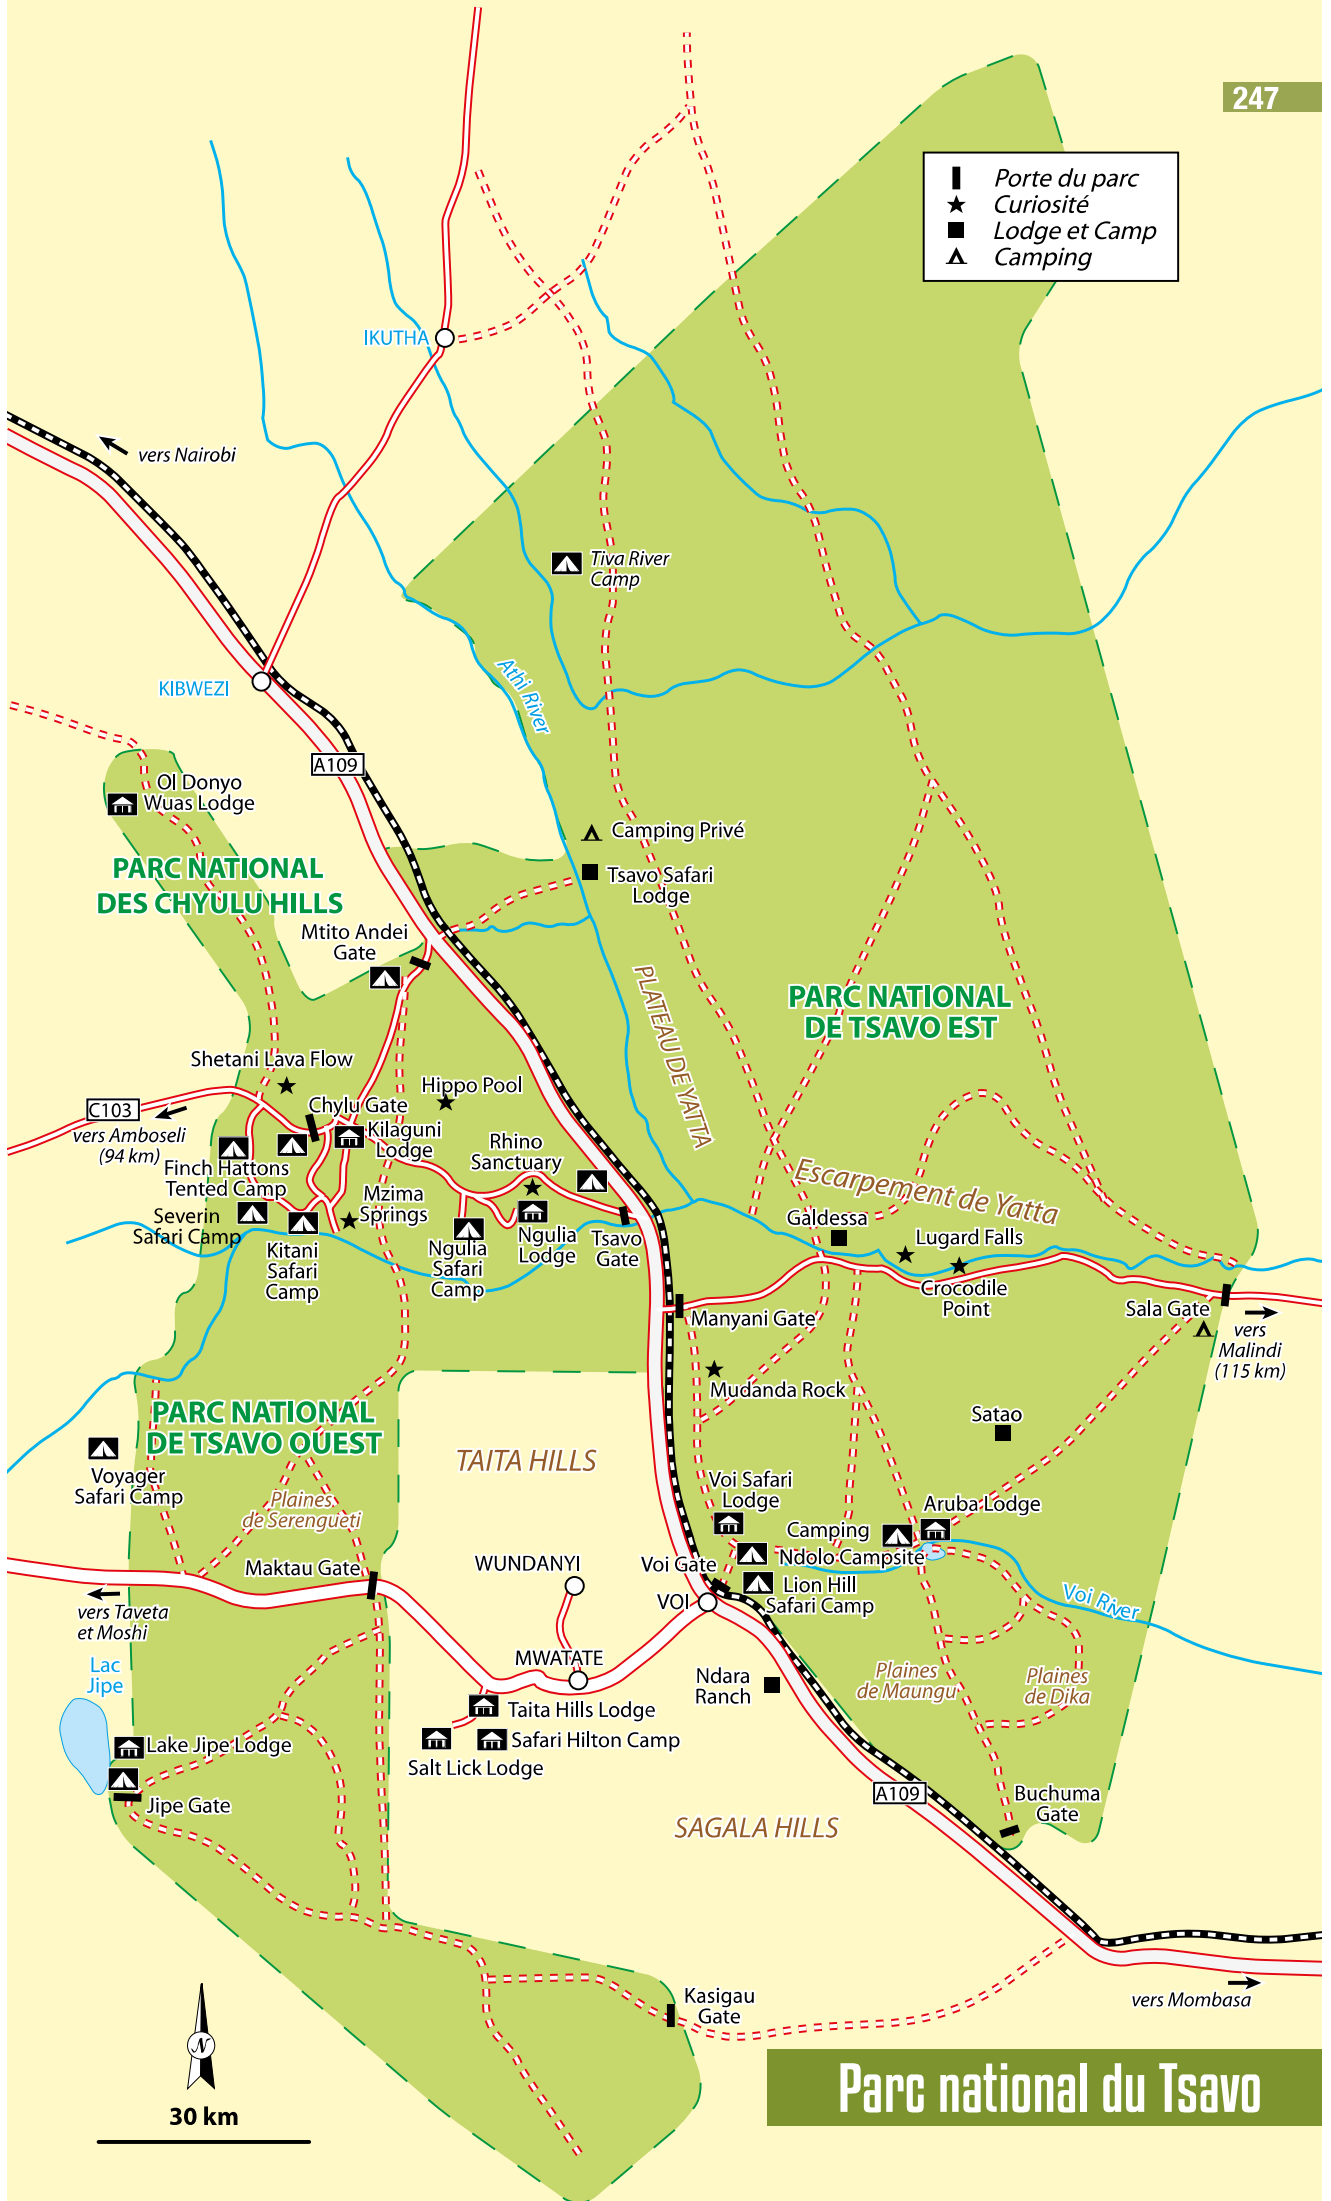 247
Porte du parc
Curiosité
Lodge et Camp
Camping
IKUTHA
vers Nairobi
Tiva River
Camp
KIBWEZI
Athi River
A109
Ol Donyo
Wuas Lodge
Camping Privé
PARC NATIONAL
DES CHYULU HILLS
Tsavo Safari
Lodge
Mtito Andei
Gate
PLATEAU DE YATTA
PARC NATIONAL
DE TSAVO EST
Shetani Lava Flow
Hippo Pool
C103
Chylu Gate
vers Amboseli
(94 km)
Kilaguni
Lodge
Rhino
Sanctuary
Finch Hattons
Tented Camp
Escarpement de Yatta
Mzima
Springs
Severin
Safari Camp
Galdessa
Lugard Falls
Kitani
Safari
Camp
Ngulia
Safari
Camp
Ngulia
Lodge
Tsavo
Gate
Crocodile
Point
Manyani Gate
Sala Gate
vers
Malindi
(115 km)
Mudanda Rock
PARC NATIONAL
DE TSAVO OUEST
Satao
TAITA HILLS
Voyager
Safari Camp
Voi Safari
Lodge
Plaines
de Serengueti
Aruba Lodge
Camping
Ndolo Campsite
Maktau Gate
WUNDANYI
Voi Gate
Lion Hill
Safari Camp
VOI
Voi River
vers Taveta
et Moshi
MWATATE
Lac
Jipe
Ndara
Ranch
Plaines
de Maungu
Plaines
de Dika
Taita Hills Lodge
Lake Jipe Lodge
Safari Hilton Camp
Salt Lick Lodge
A109
Jipe Gate
Buchuma
Gate
SAGALA HILLS
Kasigau
Gate
vers Mombasa
N
30 km
Parc national du Tsavo